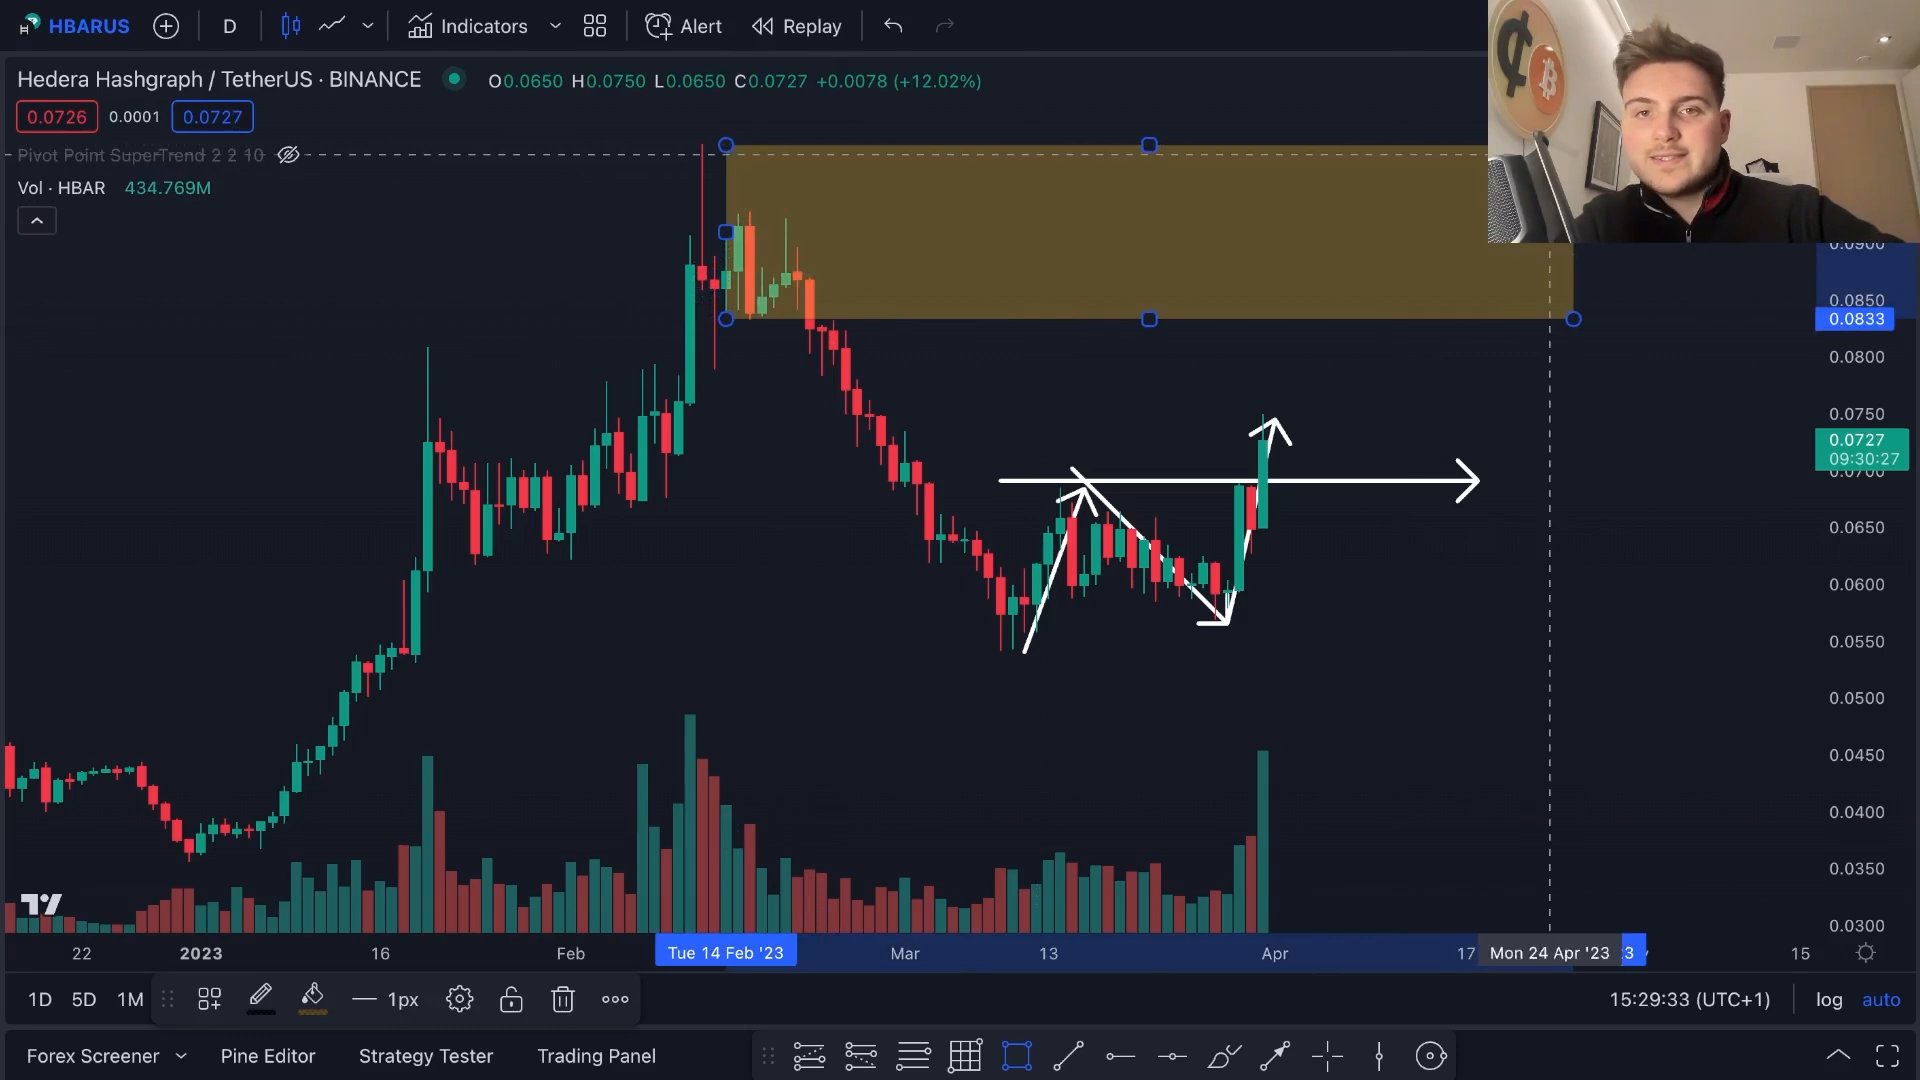 HBARUS D Indicators Alert Replay
Hedera Hashgraph / TetherUS · BINANCE O0.0650 H0.0750 L0.0650 C0.0727 +0.0078 (+12.02%)
0.0726 0.0001 0.0727
Pivot Point SuperTrend 2 2 10
Vol · HBAR 434.769M
0.0900
0.0850
0.0833
0.0800
0.0750
0.0727
09:30:27
0.0700
0.0650
0.0600
0.0550
0.0500
0.0450
0.0400
0.0350
0.0300
22 2023 16 Feb Tue 14 Feb '23 Mar 13 Apr 17 Mon 24 Apr '23 3 15
1D 5D 1M 1px 15:29:33 (UTC+1) log auto
Forex Screener Pine Editor Strategy Tester Trading Panel